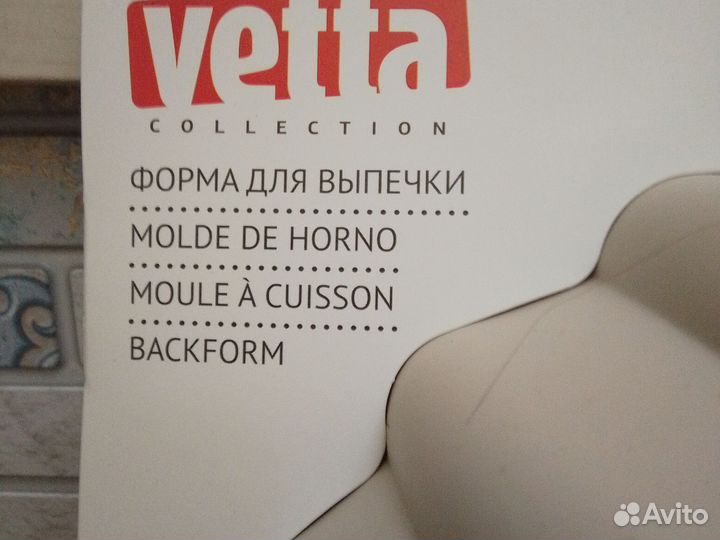 vetta
COLLECTION
ФОРМА ДЛЯ ВЫПЕЧКИ
MOLDE DE HORNO
MOULE À CUISSON
BACKFORM
Avito